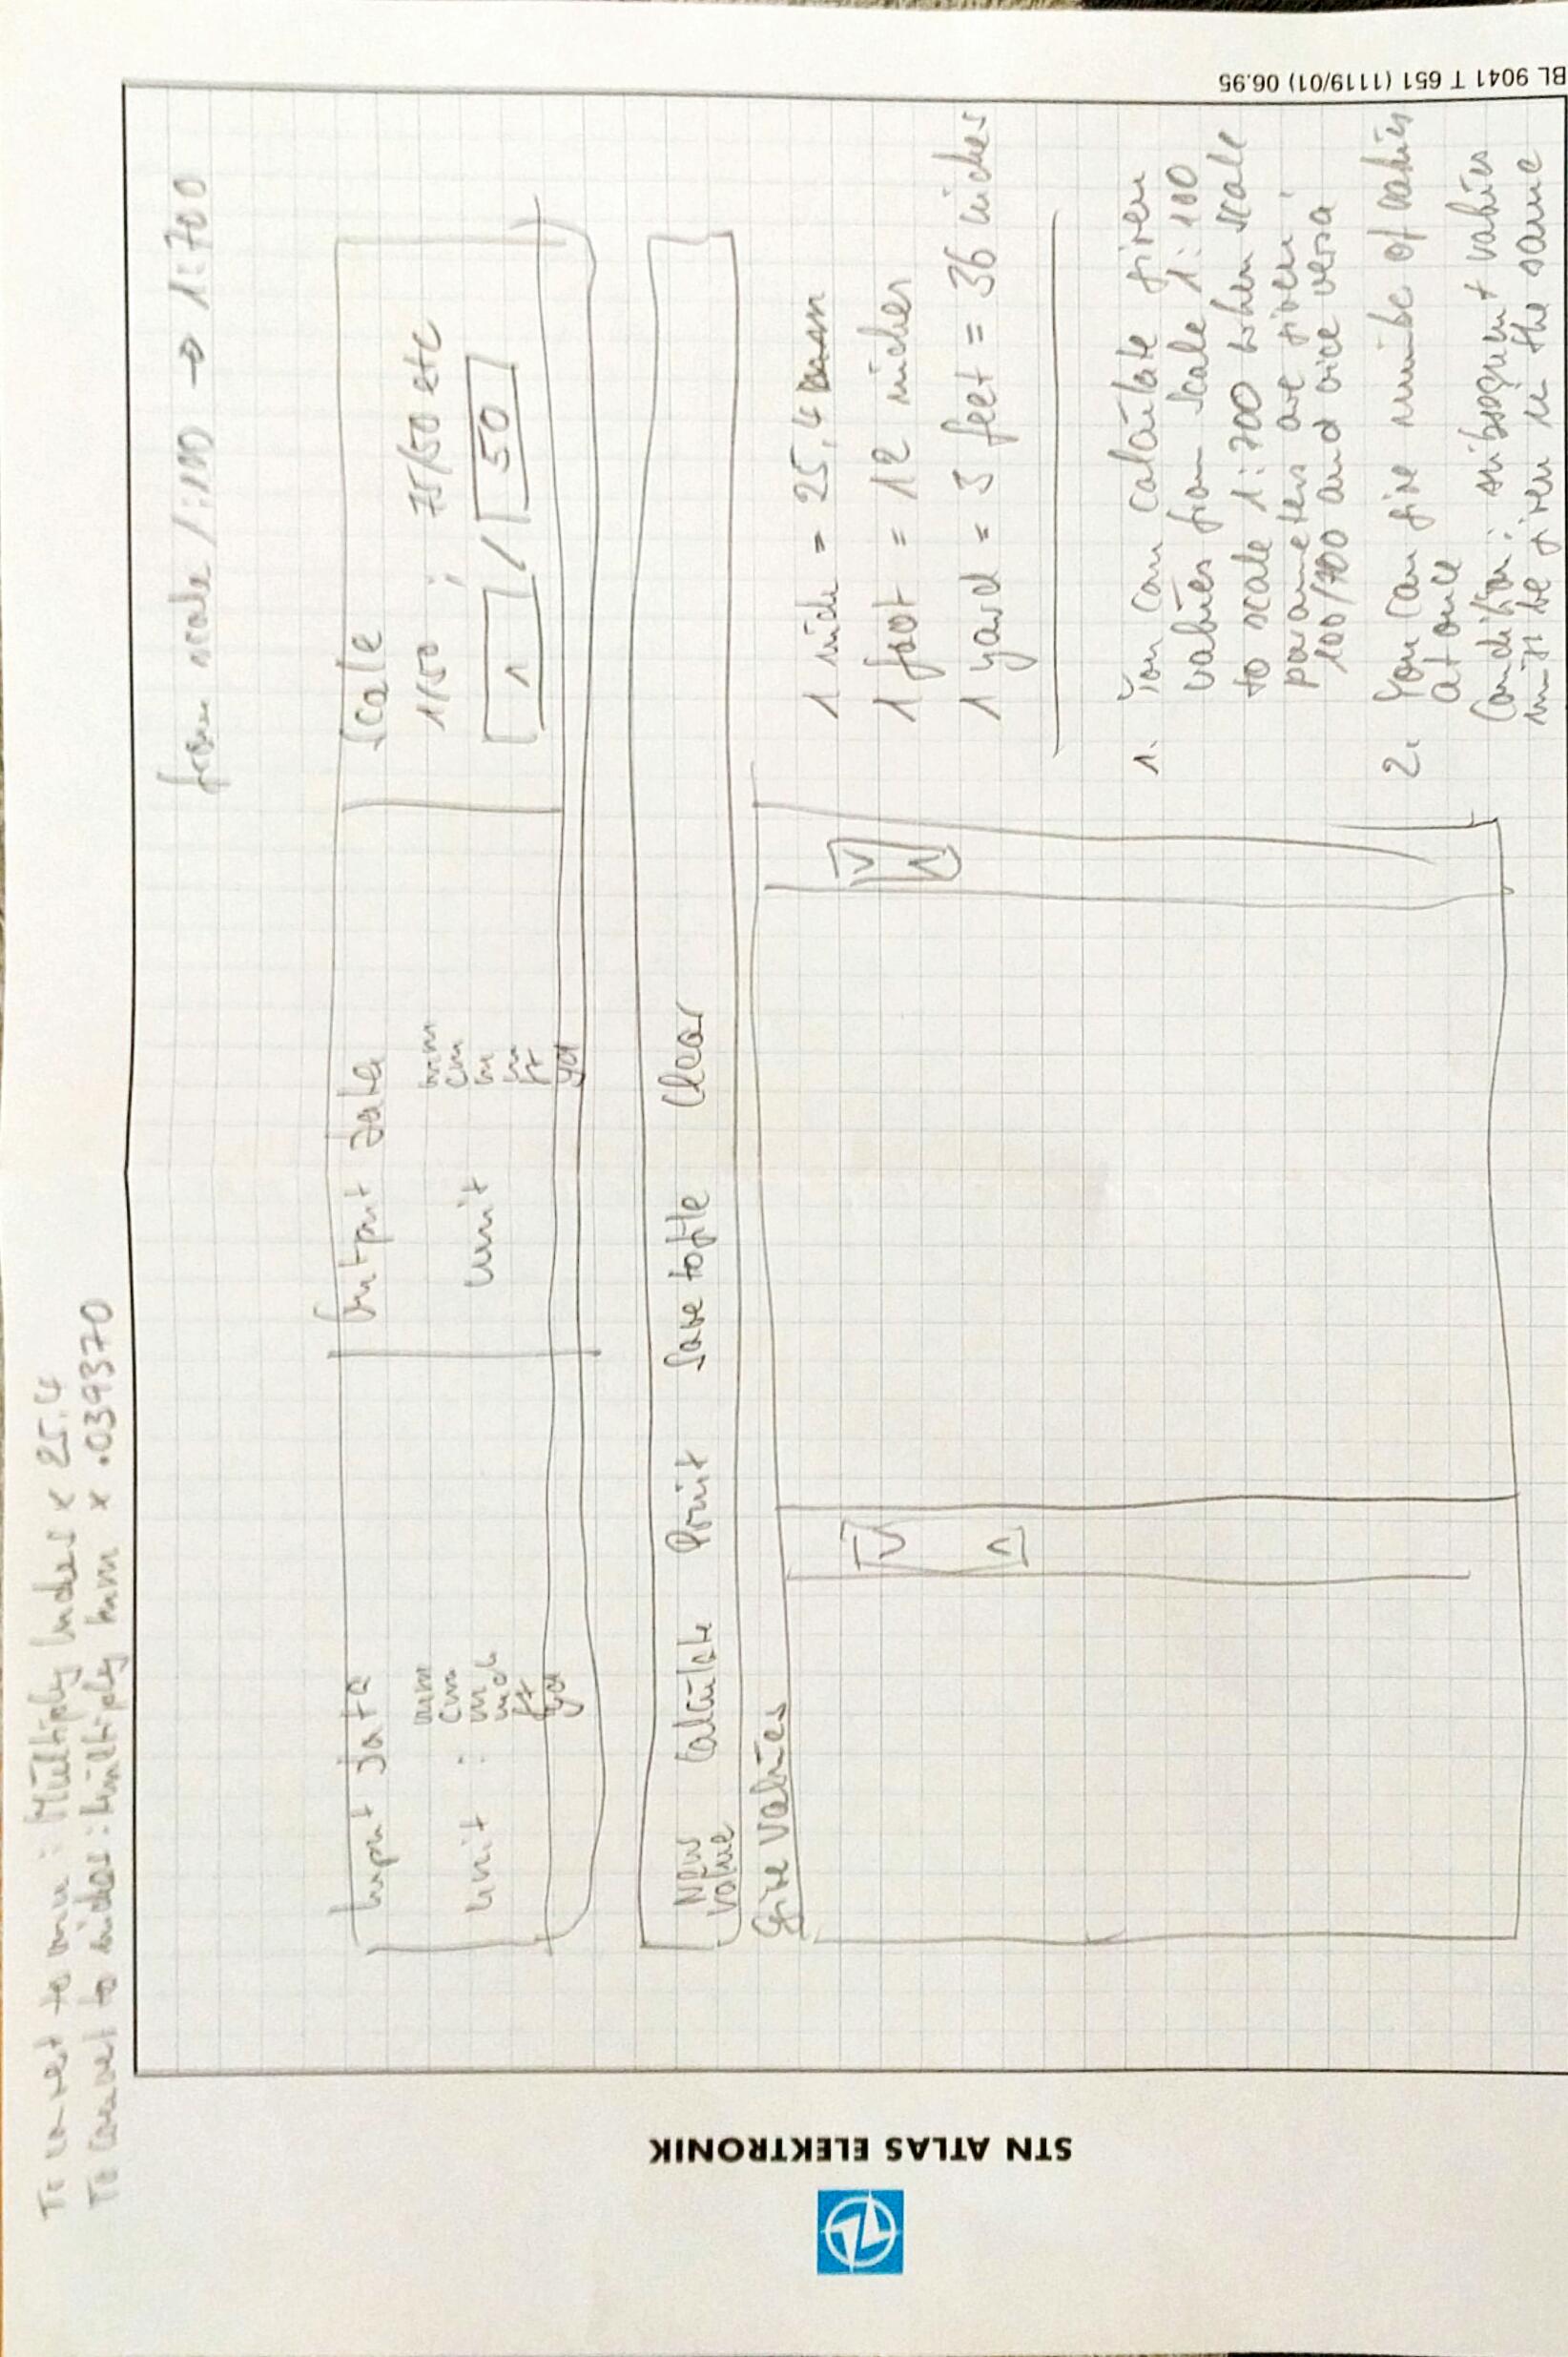 To convert to mm : Multiply Inches x 25.4
To convert to inches : Multiply mm x .039370
from scale 1:100 → 1:700
Input data
Output data
Scale
unit :
mm
cm
m
inch
ft
yd
unit
mm
cm
m
in
ft
yd
1/50 ; 75/50 etc
1 / 50
New value
Calculate
Print
Save to file
Clear
Give values
V
Λ
V
Λ
1 inch = 25,4 mm
1 foot = 12 inches
1 yard = 3 feet = 36 inches
1. You can calculate given
values from scale 1:100
to scale 1:700 when scale
parameters are given :
100/700 and vice versa
2. You can give numbe of values
at once
Condition : subsequent values
must be given in the same
STN ATLAS ELEKTRONIK
BL 9041 T 651 (1119/01) 06.95